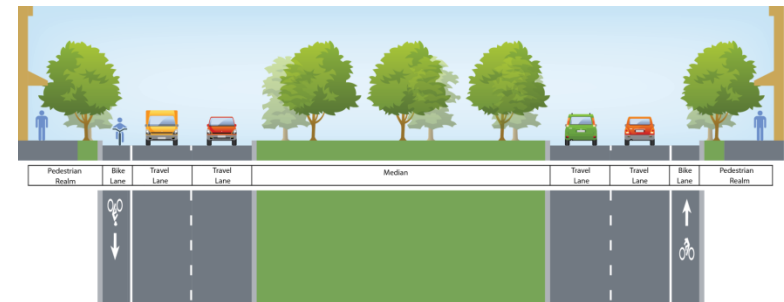 Pedestrian
Realm
Bike
Lane
Travel
Lane
Travel
Lane
Median
Travel
Lane
Travel
Lane
Bike
Lane
Pedestrian
Realm